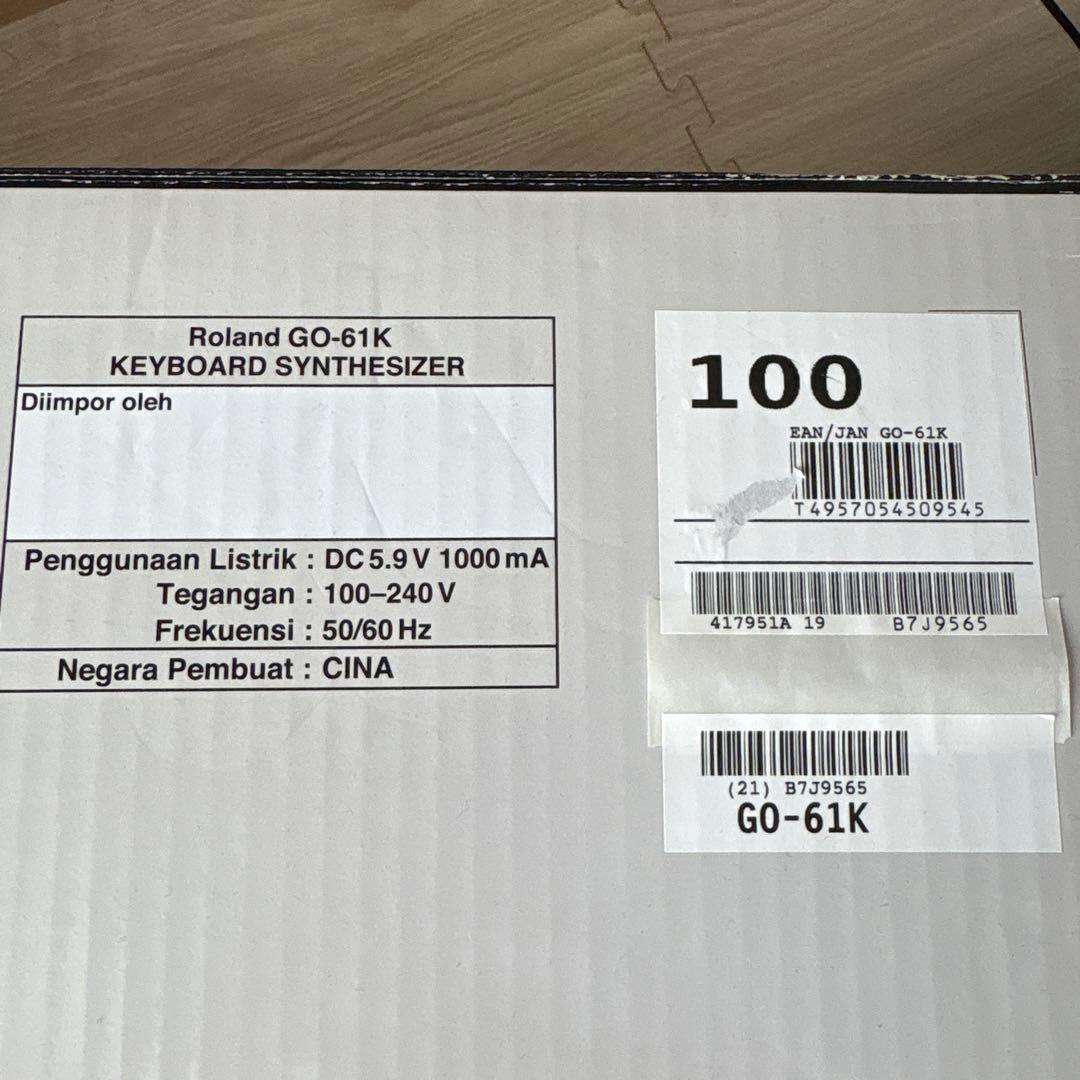 Roland GO-61K
KEYBOARD SYNTHESIZER
Diimpor oleh
Penggunaan Listrik : DC 5.9 V 1000 mA
Tegangan : 100–240 V
Frekuensi : 50/60 Hz
Negara Pembuat : CINA
100
EAN/JAN GO-61K
T4957054509545
417951A 19 B7J9565
(21) B7J9565
GO-61K